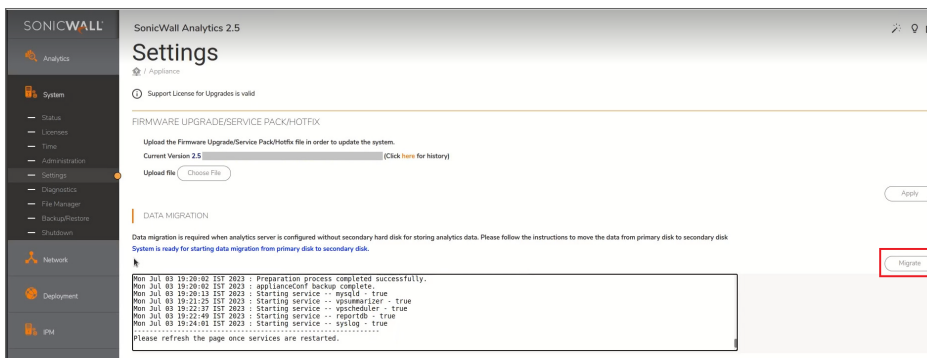 SONICWALL
SonicWall Analytics 2.5
Settings
/ Appliance
Analytics
System
Status
Licenses
Time
Administration
Settings
Diagnostics
File Manager
Backup/Restore
Shutdown
Network
Deployment
IPM
Support License for Upgrades is valid
FIRMWARE UPGRADE/SERVICE PACK/HOTFIX
Upload the Firmware Upgrade/Service Pack/Hotfix file in order to update the system.
Current Version 2.5 (Click here for history)
Upload file Choose File
Apply
DATA MIGRATION
Data migration is required when analytics server is configured without secondary hard disk for storing analytics data. Please follow the instructions to move the data from primary disk to secondary disk
System is ready for starting data migration from primary disk to secondary disk.
Migrate
Mon Jul 03 19:20:02 IST 2023 : Preparation process completed successfully.
Mon Jul 03 19:20:02 IST 2023 : applianceConf backup complete.
Mon Jul 03 19:20:13 IST 2023 : Starting service -- mysqld - true
Mon Jul 03 19:21:25 IST 2023 : Starting service -- vpsummarizer - true
Mon Jul 03 19:22:37 IST 2023 : Starting service -- vpscheduler - true
Mon Jul 03 19:22:49 IST 2023 : Starting service -- reportdb - true
Mon Jul 03 19:24:01 IST 2023 : Starting service -- syslog - true
------------------------------------------------------------
Please refresh the page once services are restarted.